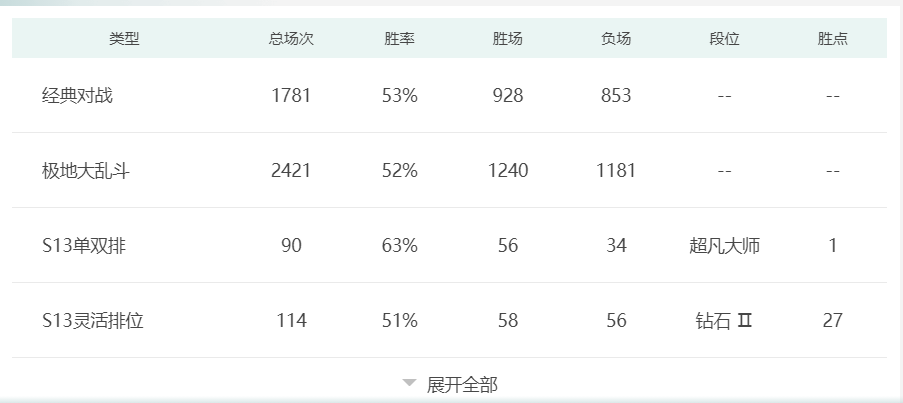 类型 总场次 胜率 胜场 负场 段位 胜点
经典对战 1781 53% 928 853 -- --
极地大乱斗 2421 52% 1240 1181 -- --
S13单双排 90 63% 56 34 超凡大师 1
S13灵活排位 114 51% 58 56 钻石 Ⅱ 27
展开全部